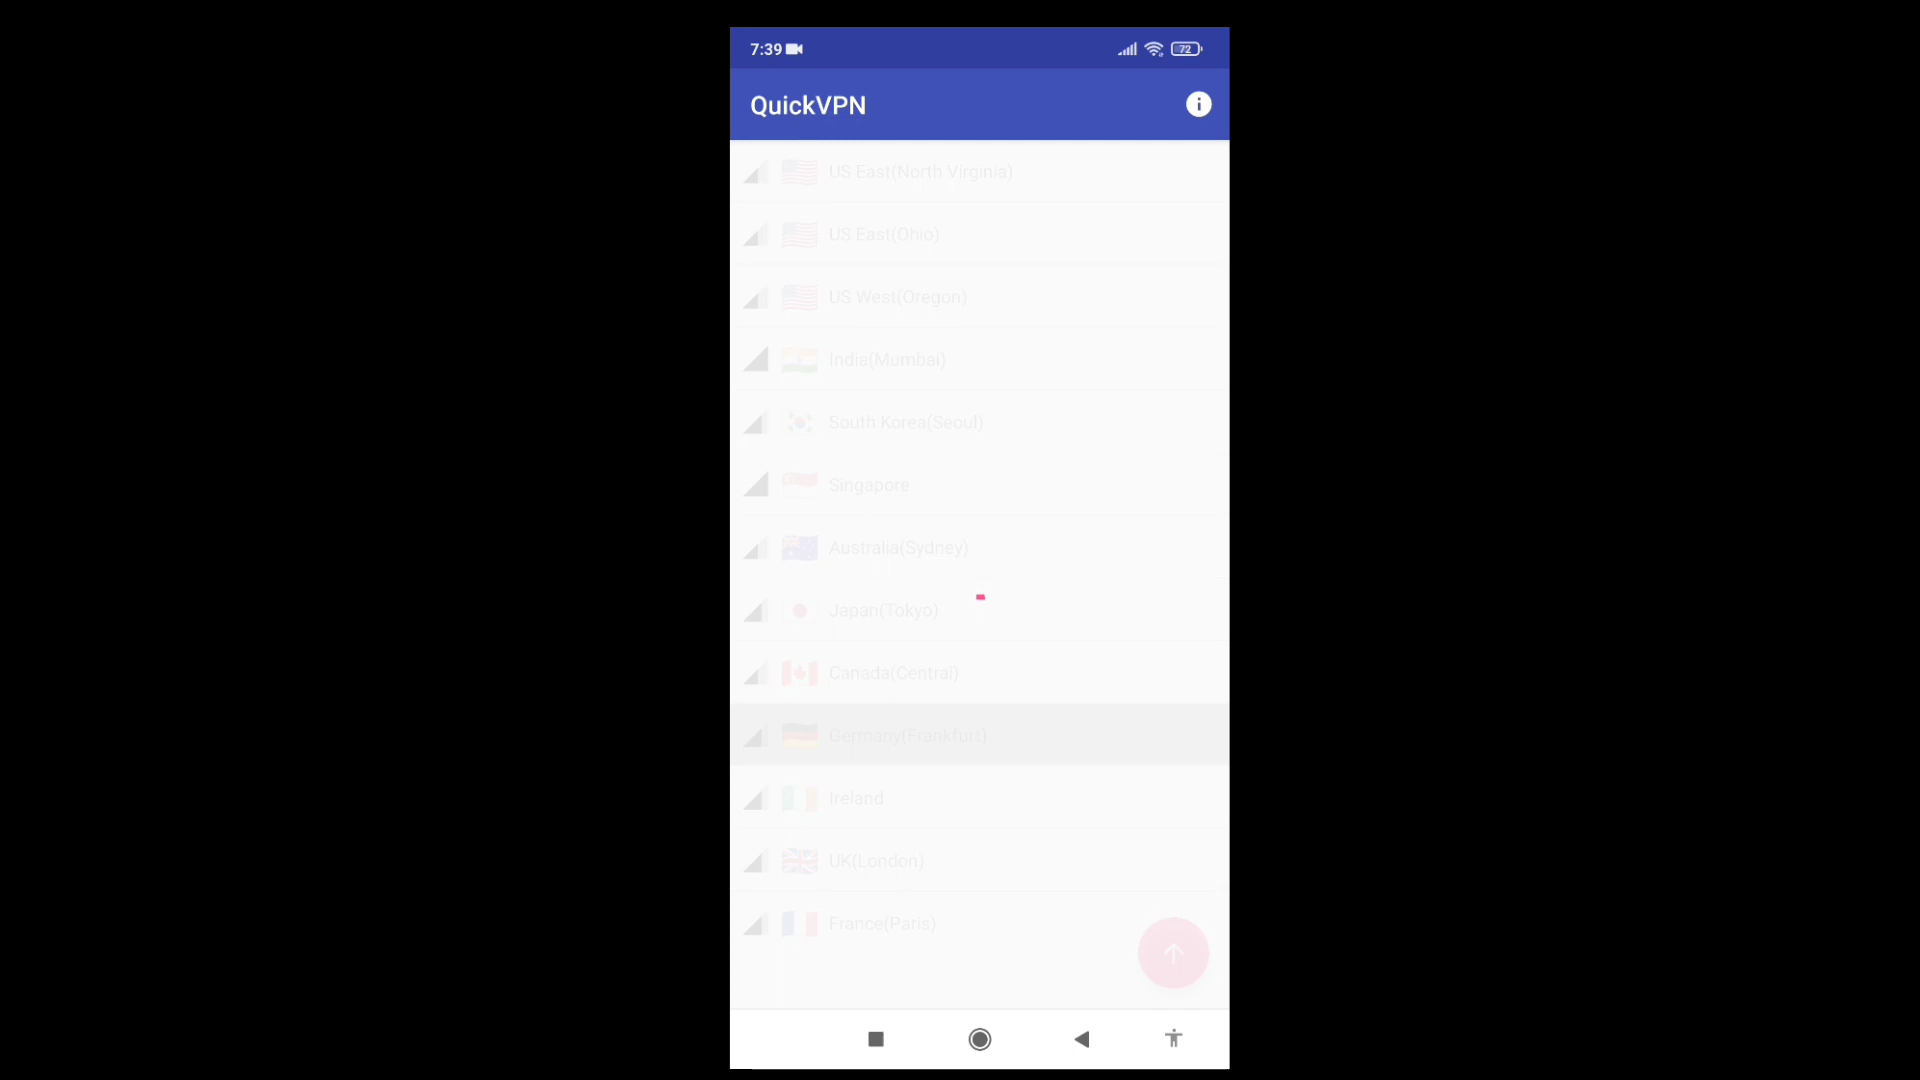 7:39
72
QuickVPN
US East(North Virginia)
US East(Ohio)
US West(Oregon)
India(Mumbai)
South Korea(Seoul)
Singapore
Australia(Sydney)
Japan(Tokyo)
Canada(Central)
Germany(Frankfurt)
Ireland
UK(London)
France(Paris)